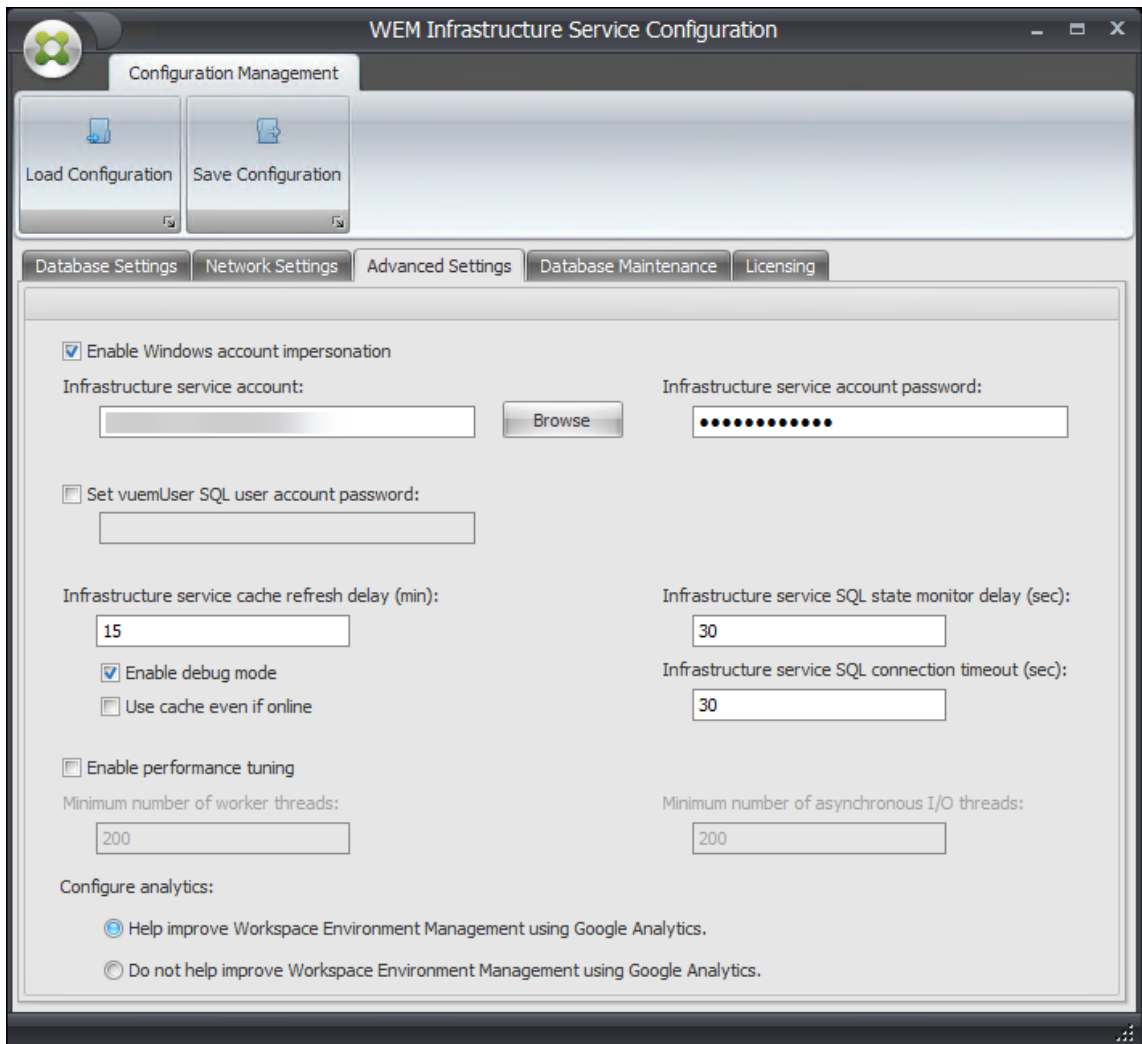 WEM Infrastructure Service Configuration
Configuration Management
Load Configuration
Save Configuration
Database Settings
Network Settings
Advanced Settings
Database Maintenance
Licensing
Enable Windows account impersonation
Infrastructure service account:
Infrastructure service account password:
Browse
●●●●●●●●●●●●
Set vuemUser SQL user account password:
Infrastructure service cache refresh delay (min):
Infrastructure service SQL state monitor delay (sec):
15
30
Enable debug mode
Infrastructure service SQL connection timeout (sec):
Use cache even if online
30
Enable performance tuning
Minimum number of worker threads:
Minimum number of asynchronous I/O threads:
200
200
Configure analytics:
Help improve Workspace Environment Management using Google Analytics.
Do not help improve Workspace Environment Management using Google Analytics.